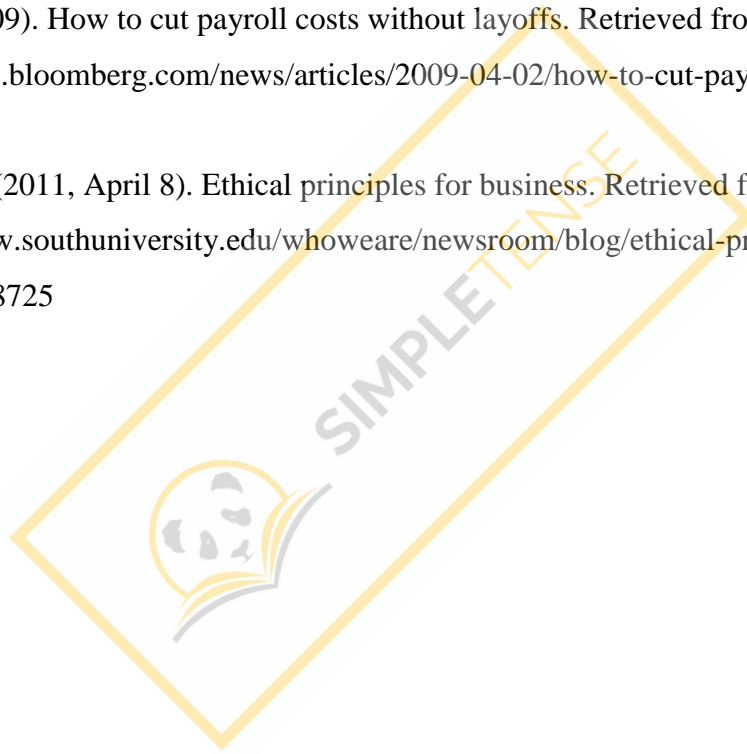 09). How to cut payroll costs without layoffs. Retrieved fro
.bloomberg.com/news/articles/2009-04-02/how-to-cut-pay
(2011, April 8). Ethical principles for business. Retrieved f
w.southuniversity.edu/whoweare/newsroom/blog/ethical-pr
8725
SIMPLETENSE